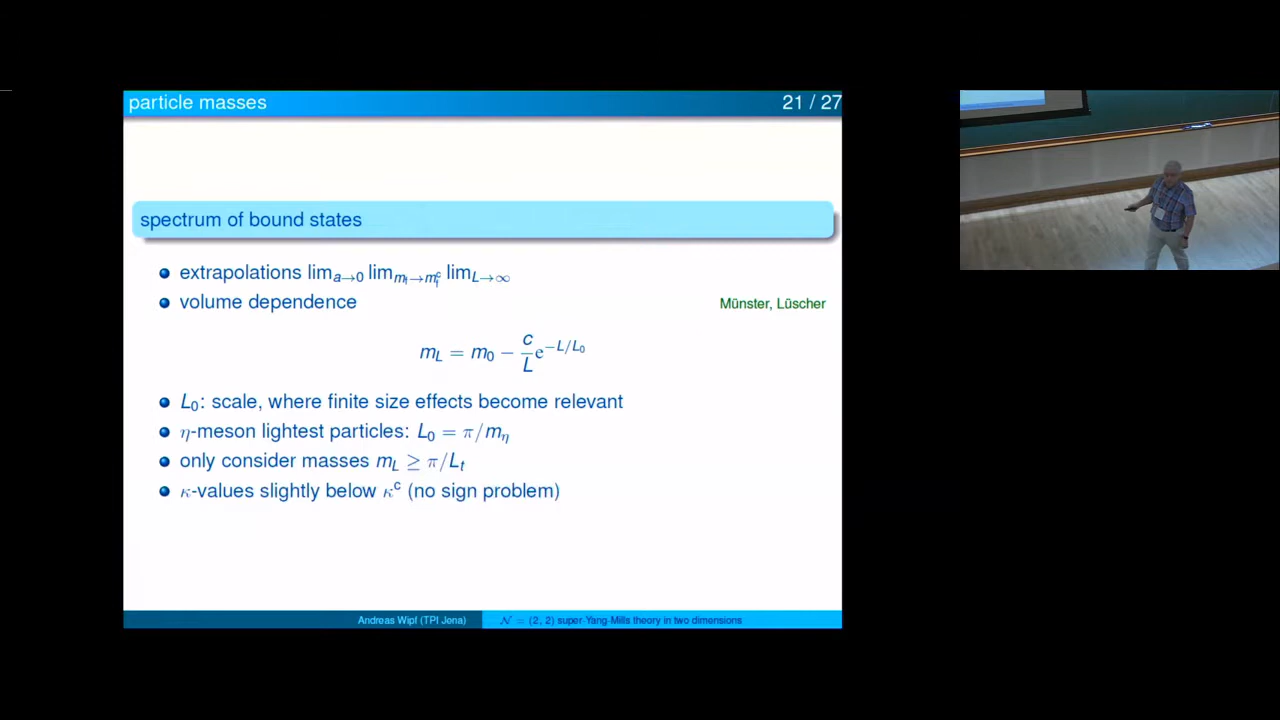 particle masses 21 / 27
spectrum of bound states
extrapolations lim_{a→0} lim_{m_f→m_f^c} lim_{L→∞}
volume dependence Münster, Lüscher
m_L = m_0 − \frac{c}{L} e^{−L/L_0}
L_0: scale, where finite size effects become relevant
η-meson lightest particles: L_0 = π/m_η
only consider masses m_L ≥ π/L_t
κ-values slightly below κ^c (no sign problem)
Andreas Wipf (TPI Jena) 𝒩 = (2, 2) super-Yang-Mills theory in two dimensions